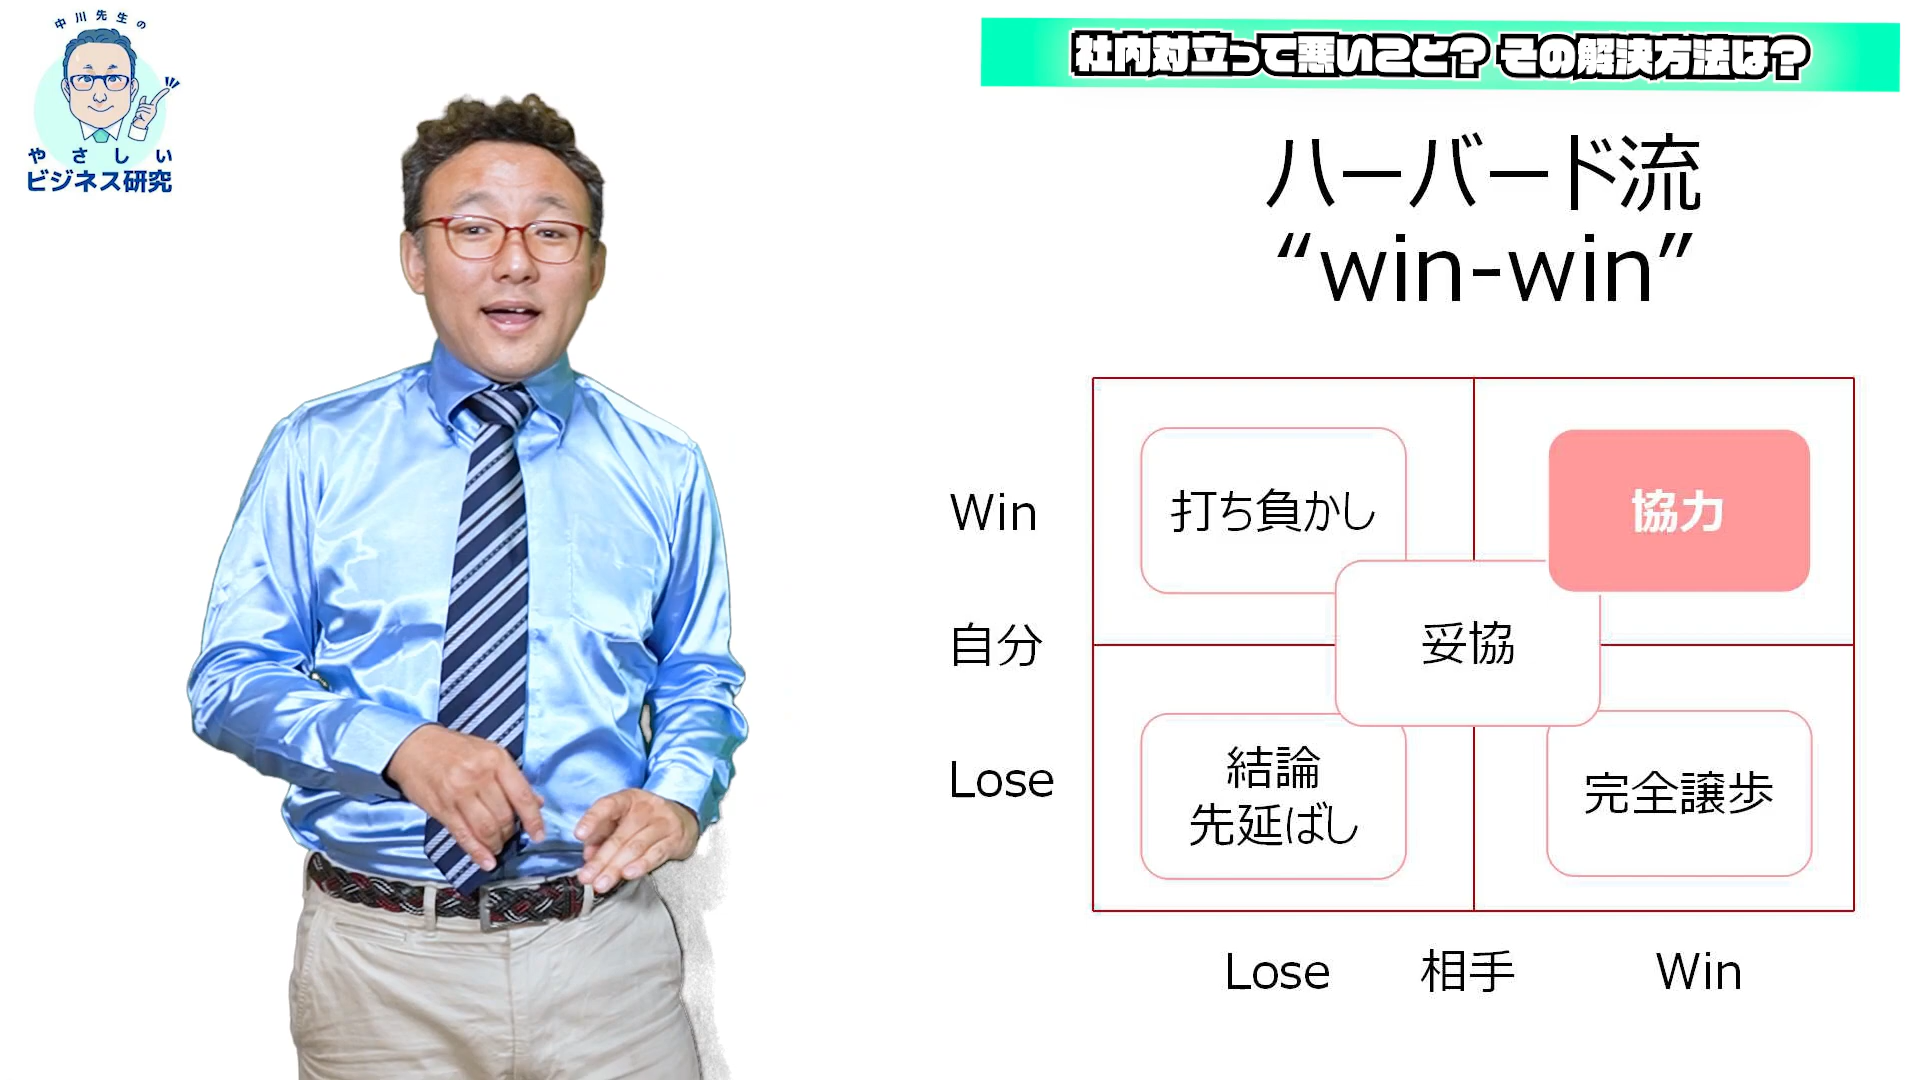 中川先生の
やさしい
ビジネス研究
社内対立って悪いこと？その解決方法は？
ハーバード流
“win-win”
Win
打ち負かし
協力
自分
妥協
Lose
結論
先延ばし
完全譲歩
Lose
相手
Win